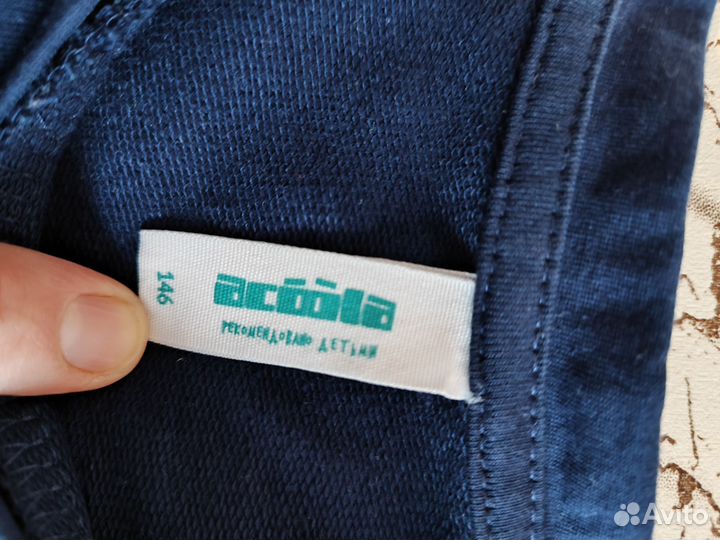 acoola
рекомендовано детьми
146
Avito